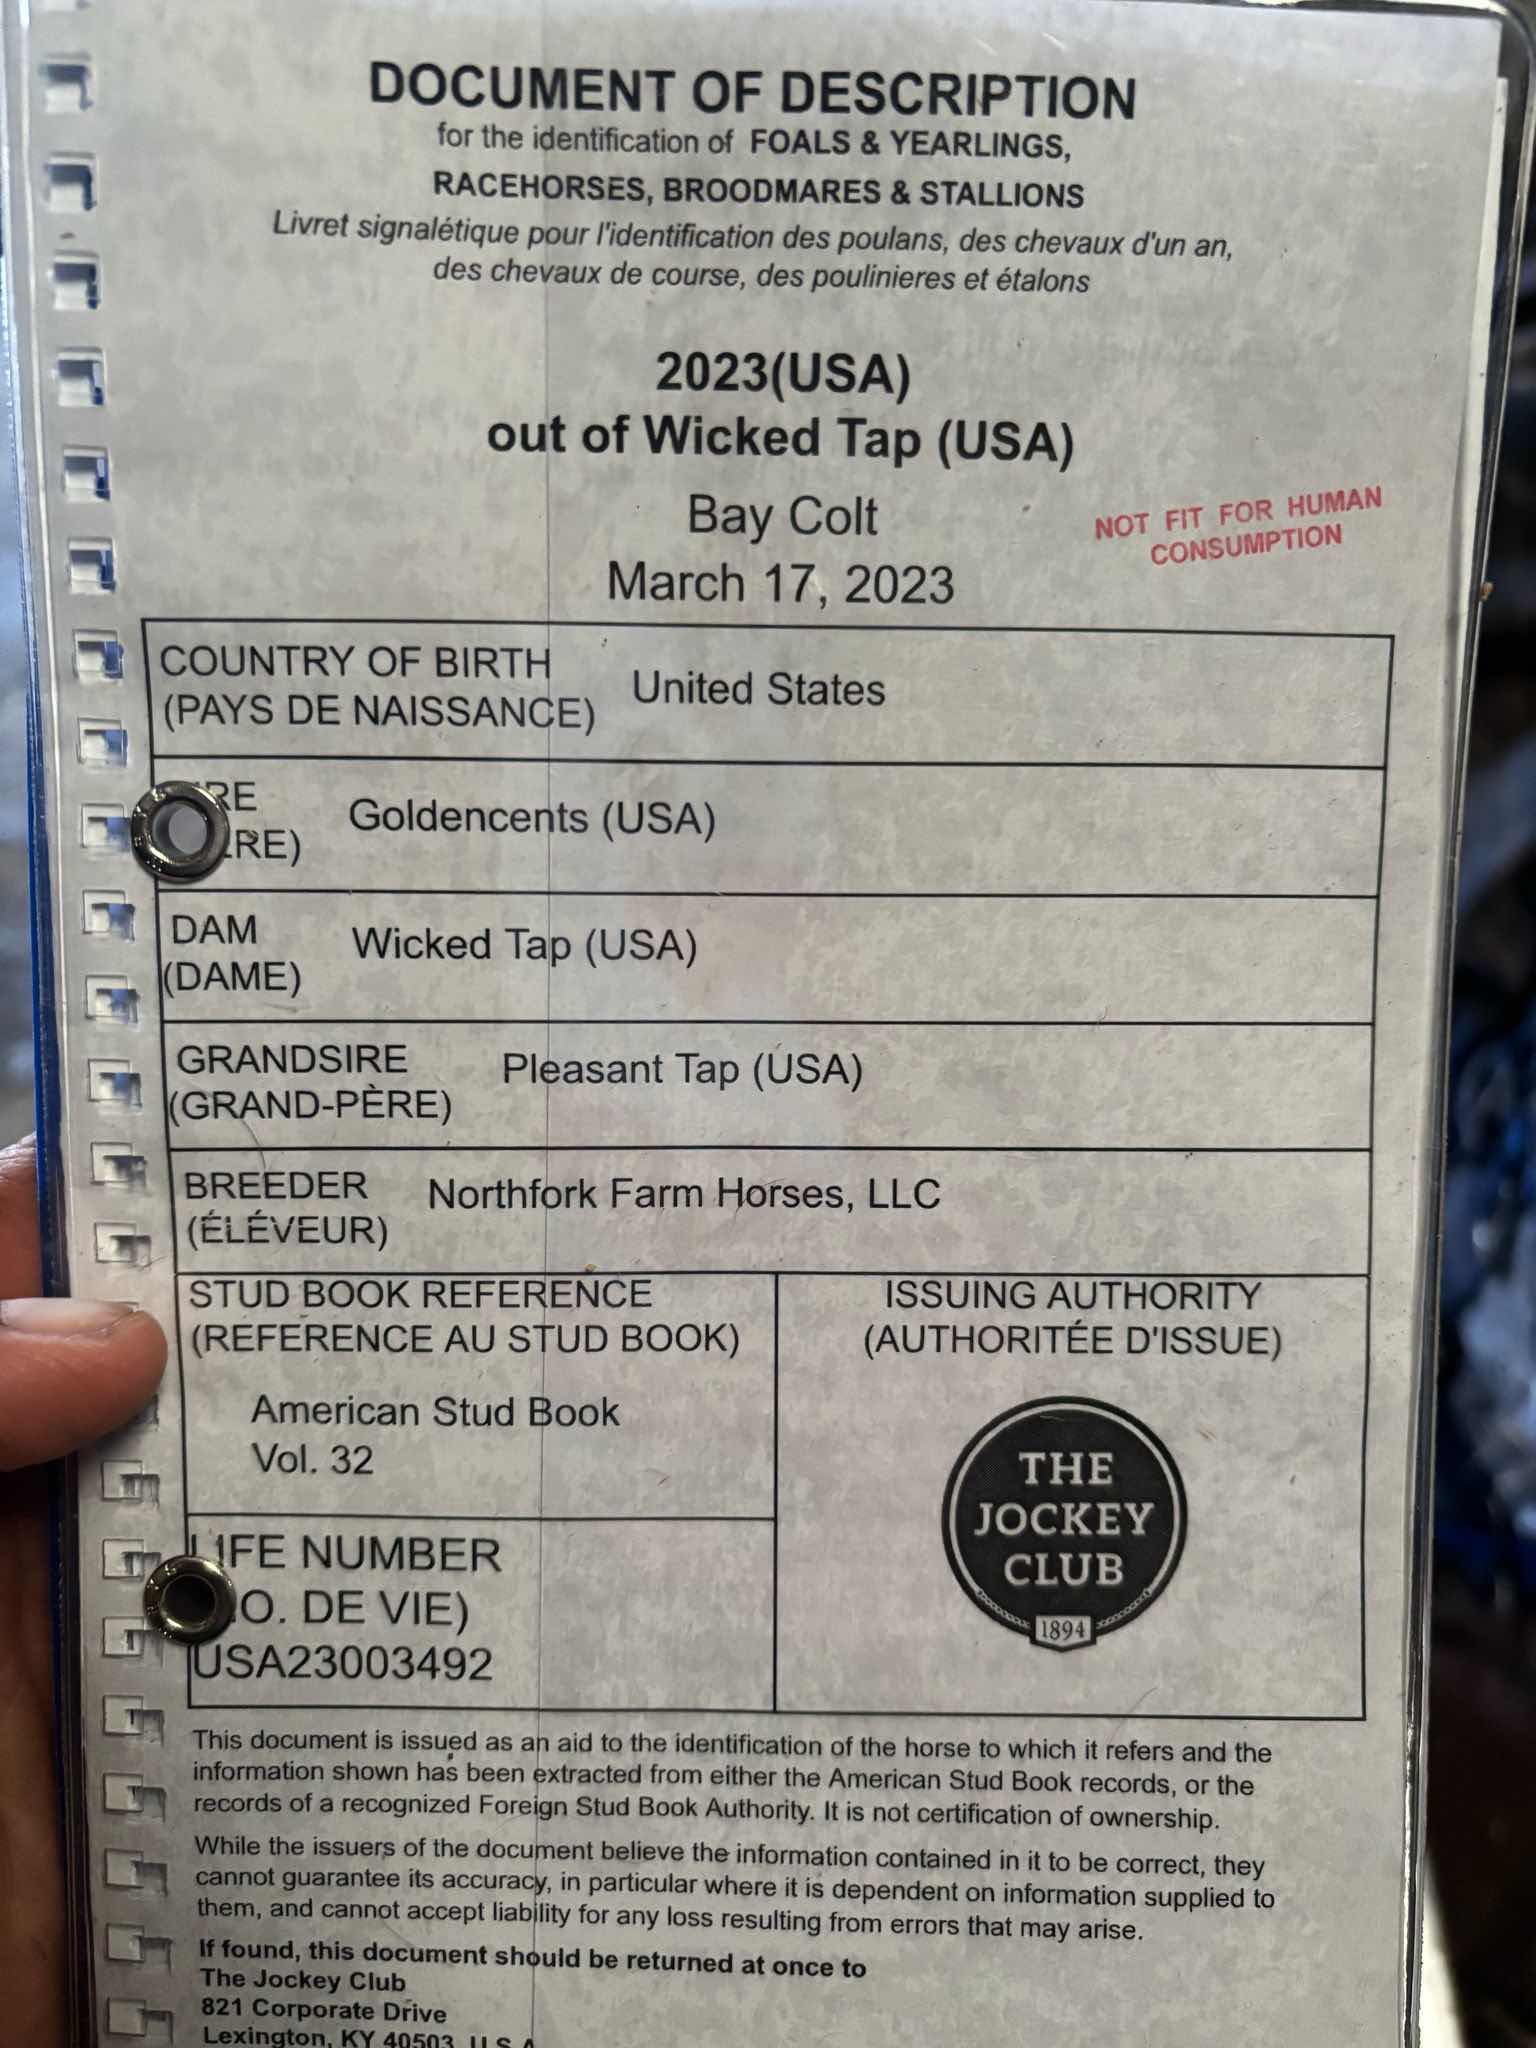 DOCUMENT OF DESCRIPTION
for the identification of FOALS & YEARLINGS,
RACEHORSES, BROODMARES & STALLIONS
Livret signalétique pour l'identification des poulans, des chevaux d'un an,
des chevaux de course, des poulinieres et étalons
2023(USA)
out of Wicked Tap (USA)
Bay Colt
NOT FIT FOR HUMAN
CONSUMPTION
March 17, 2023
COUNTRY OF BIRTH
(PAYS DE NAISSANCE)
United States
RE
RE)
Goldencents (USA)
DAM
(DAME)
Wicked Tap (USA)
GRANDSIRE
(GRAND-PÈRE)
Pleasant Tap (USA)
BREEDER
(ÉLÉVEUR)
Northfork Farm Horses, LLC
STUD BOOK REFERENCE
(REFERENCE AU STUD BOOK)
American Stud Book
Vol. 32
LIFE NUMBER
O. DE VIE)
USA23003492
ISSUING AUTHORITY
(AUTHORITÉE D'ISSUE)
THE
JOCKEY
CLUB
1894
This document is issued as an aid to the identification of the horse to which it refers and the
information shown has been extracted from either the American Stud Book records, or the
records of a recognized Foreign Stud Book Authority. It is not certification of ownership.
While the issuers of the document believe the information contained in it to be correct, they
cannot guarantee its accuracy, in particular where it is dependent on information supplied to
them, and cannot accept liability for any loss resulting from errors that may arise.
If found, this document should be returned at once to
The Jockey Club
821 Corporate Drive
Lexington, KY 40503, U.S.A